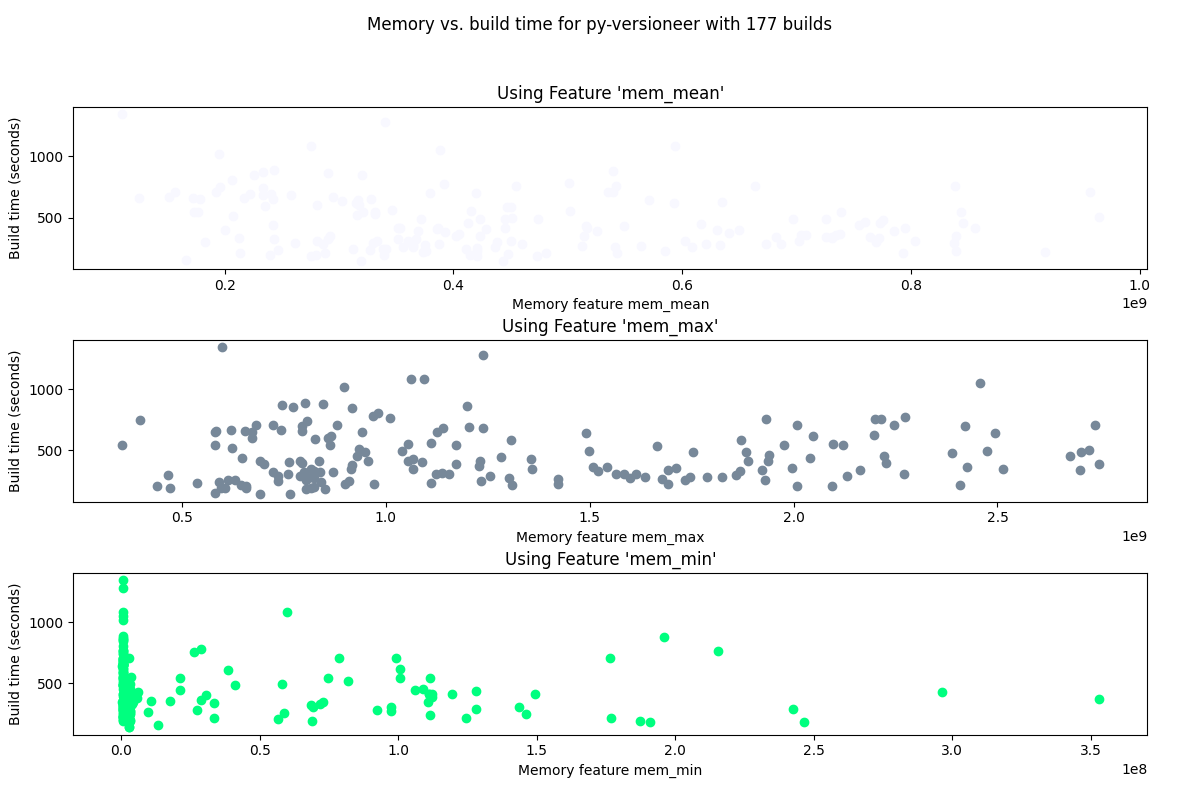 Memory vs. build time for py-versioneer with 177 builds
Using Feature 'mem_mean'
Build time (seconds)
1000
500
0.2 0.4 0.6 0.8 1.0
Memory feature mem_mean
1e9
Using Feature 'mem_max'
Build time (seconds)
1000
500
0.5 1.0 1.5 2.0 2.5
Memory feature mem_max
1e9
Using Feature 'mem_min'
Build time (seconds)
1000
500
0.0 0.5 1.0 1.5 2.0 2.5 3.0 3.5
Memory feature mem_min
1e8